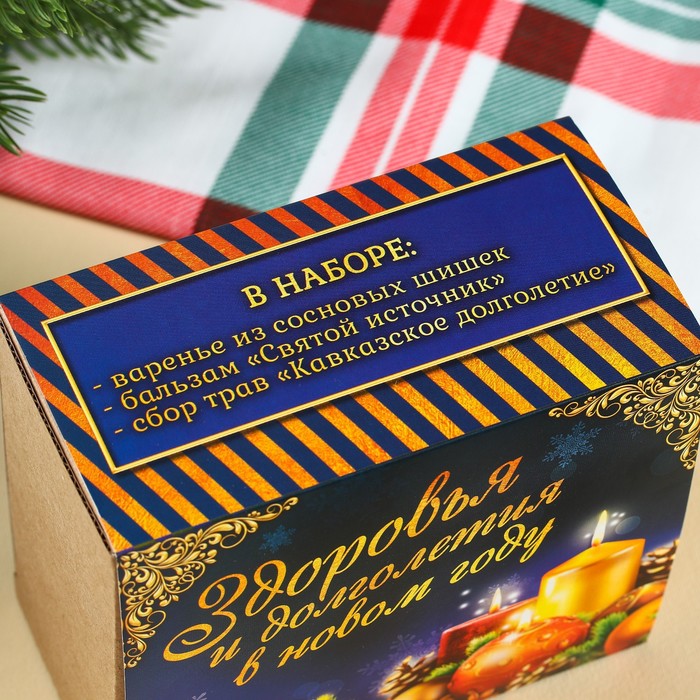 В НАБОРЕ:
- варенье из сосновых шишек
- бальзам «Святой источник»
- сбор трав «Кавказское долголетие»
Здоровья
и долголетия
в новом году